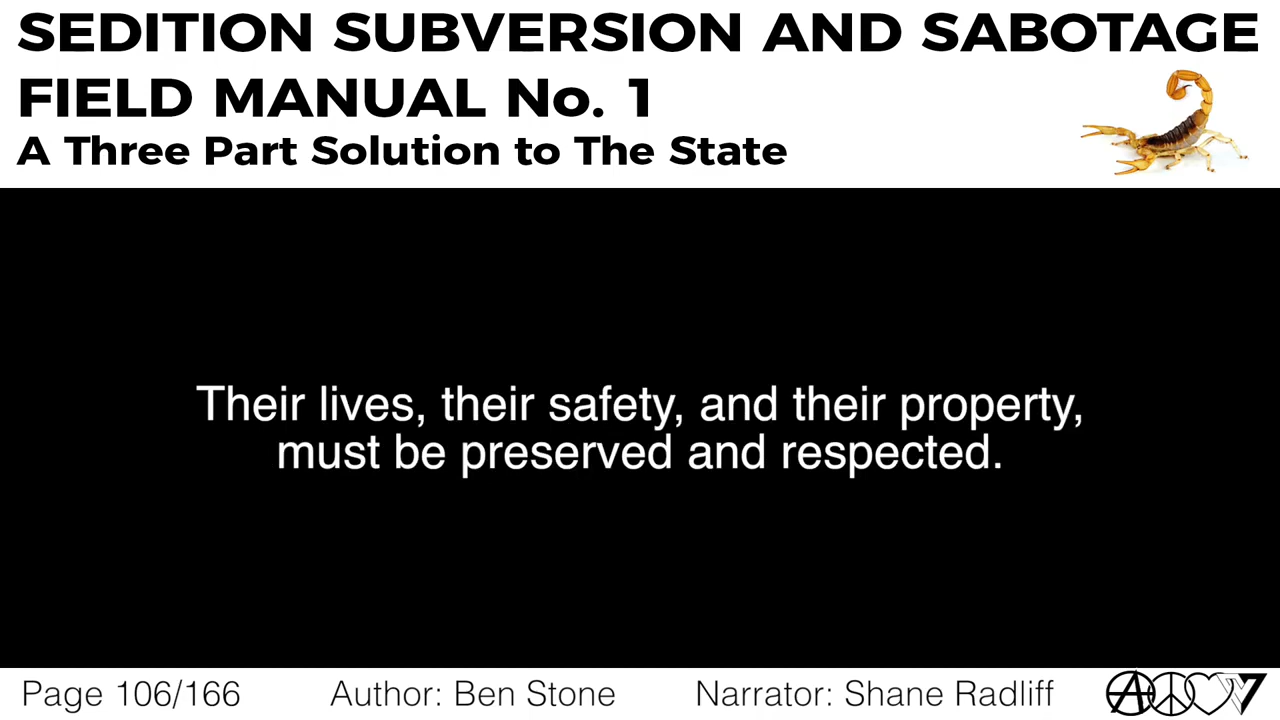 SEDITION SUBVERSION AND SABOTAGE
FIELD MANUAL No. 1
A Three Part Solution to The State
Their lives, their safety, and their property,
must be preserved and respected.
Page 106/166 Author: Ben Stone Narrator: Shane Radliff